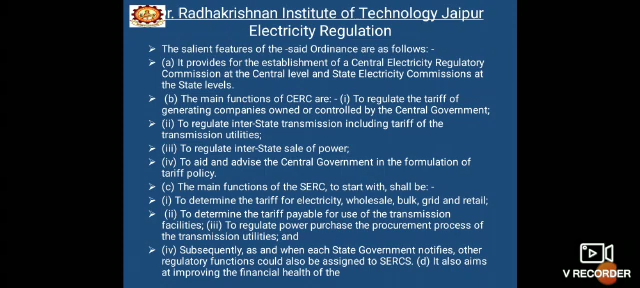 r. Radhakrishnan Institute of Technology Jaipur
Electricity Regulation
➢ The salient features of the -said Ordinance are as follows: -
➢ (a) It provides for the establishment of a Central Electricity Regulatory
Commission at the Central level and State Electricity Commissions at
the State levels.
➢ (b) The main functions of CERC are: - (i) To regulate the tariff of
generating companies owned or controlled by the Central Government;
➢ (ii) To regulate inter-State transmission including tariff of the
transmission utilities;
➢ (iii) To regulate inter-State sale of power;
➢ (iv) To aid and advise the Central Government in the formulation of
tariff policy.
➢ (c) The main functions of the SERC, to start with, shall be: -
➢ (i) To determine the tariff for electricity, wholesale, bulk, grid and retail;
➢ (ii) To determine the tariff payable for use of the transmission
facilities; (iii) To regulate power purchase the procurement process of
the transmission utilities; and
➢ (iv) Subsequently, as and when each State Government notifies, other
regulatory functions could also be assigned to SERCS. (d) It also aims
at improving the financial health of the
V RECORDER